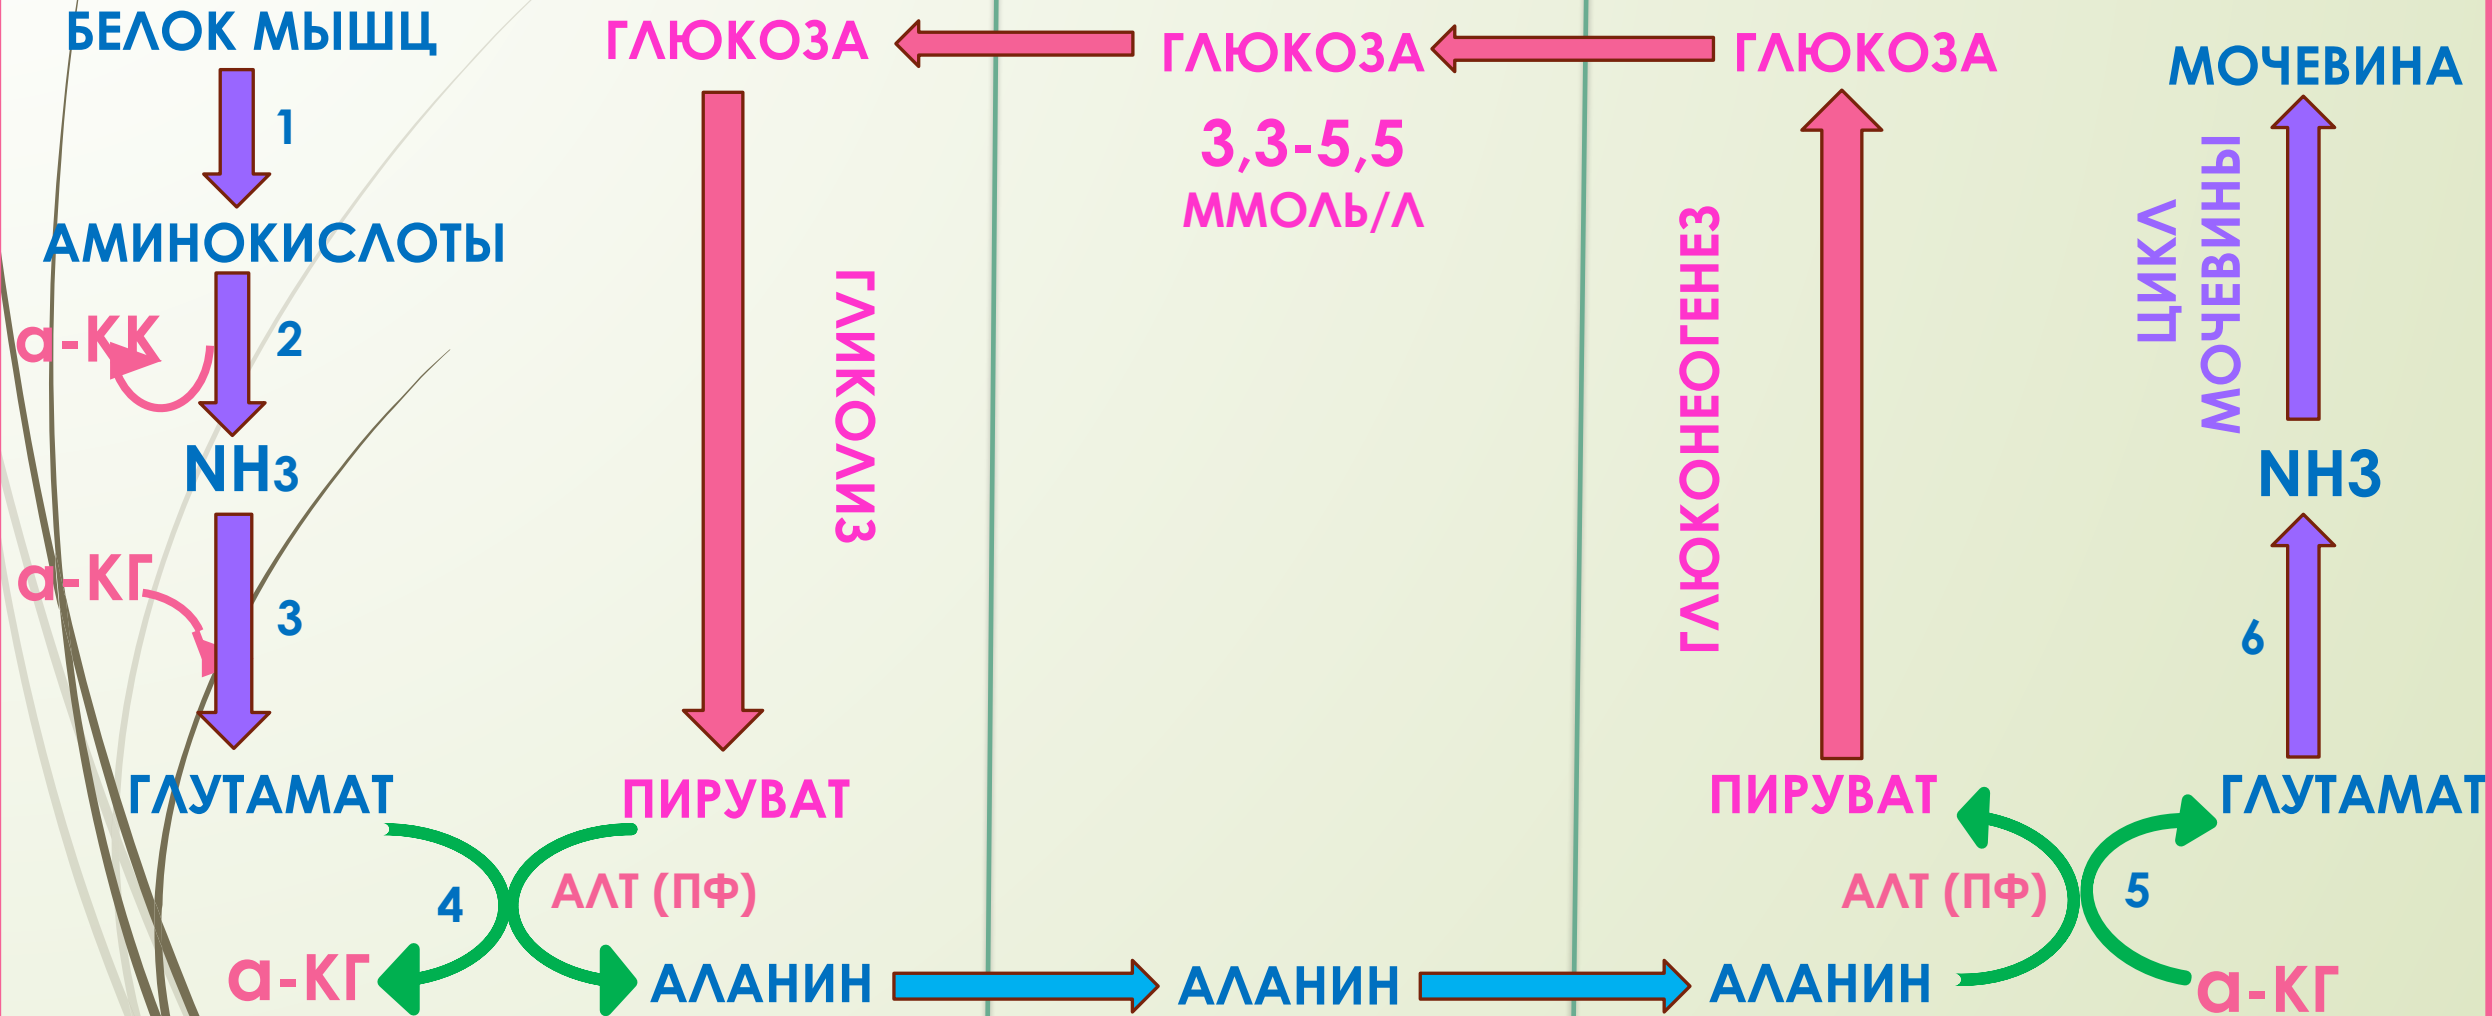 БЕЛОК МЫШЦ
1
АМИНОКИСЛОТЫ
α-КК
2
NH3
α-КГ
3
ГЛУТАМАТ
4
α-КГ
ГЛЮКОЗА
ГЛИКОЛИЗ
ПИРУВАТ
АЛТ (ПФ)
АЛАНИН
ГЛЮКОЗА
3,3-5,5
ММОЛЬ/Л
АЛАНИН
ГЛЮКОЗА
ГЛЮКОНЕОГЕНЕЗ
ПИРУВАТ
АЛТ (ПФ)
АЛАНИН
МОЧЕВИНА
ЦИКЛ
МОЧЕВИНЫ
NH3
6
ГЛУТАМАТ
5
α-КГ